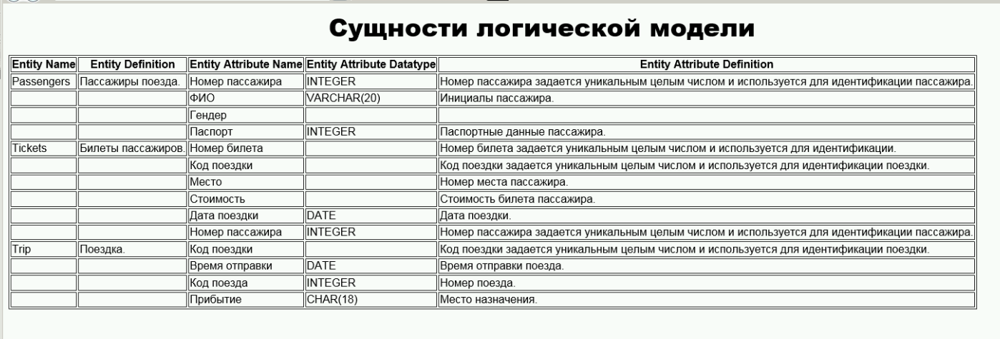 Сущности логической модели
Entity Name Entity Definition Entity Attribute Name Entity Attribute Datatype Entity Attribute Definition
Passengers Пассажиры поезда. Номер пассажира INTEGER Номер пассажира задается уникальным целым числом и используется для идентификации пассажира.
ФИО VARCHAR(20) Инициалы пассажира.
Гендер
Паспорт INTEGER Паспортные данные пассажира.
Tickets Билеты пассажиров. Номер билета Номер билета задается уникальным целым числом и используется для идентификации.
Код поездки Код поездки задается уникальным целым числом и используется для идентификации поездки.
Место Номер места пассажира.
Стоимость Стоимость билета пассажира.
Дата поездки DATE Дата поездки.
Номер пассажира INTEGER Номер пассажира задается уникальным целым числом и используется для идентификации пассажира.
Trip Поездка. Код поездки Код поездки задается уникальным целым числом и используется для идентификации поездки.
Время отправки DATE Время отправки поезда.
Код поезда INTEGER Номер поезда.
Прибытие CHAR(18) Место назначения.